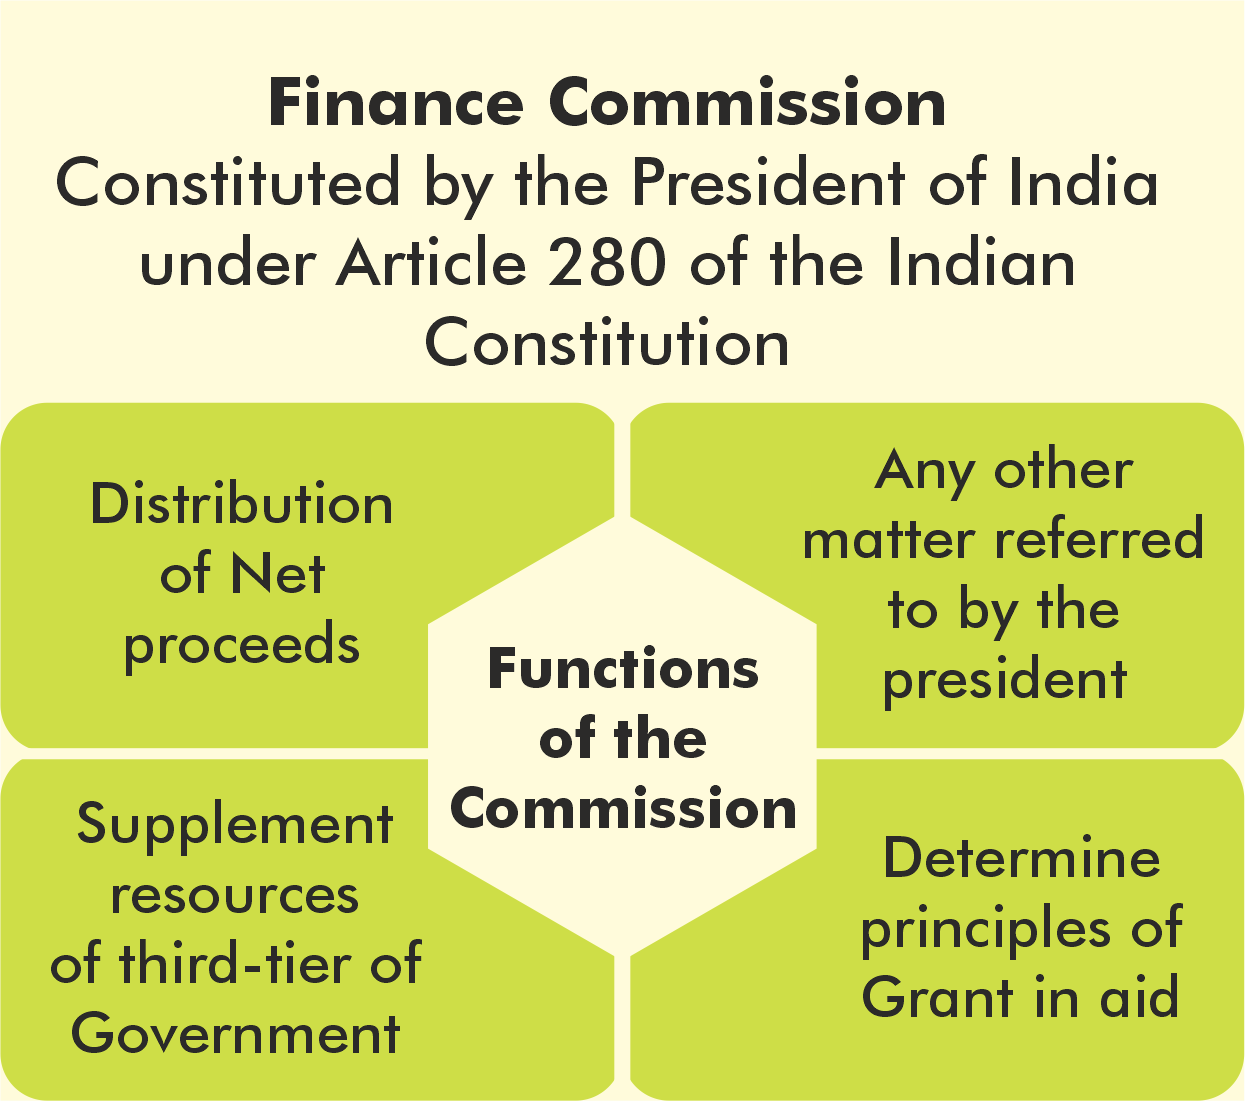 Finance Commission
Constituted by the President of India
under Article 280 of the Indian
Constitution
Distribution
of Net
proceeds
Any other
matter referred
to by the
president
Functions
of the
Commission
Supplement
resources
of third-tier of
Government
Determine
principles of
Grant in aid